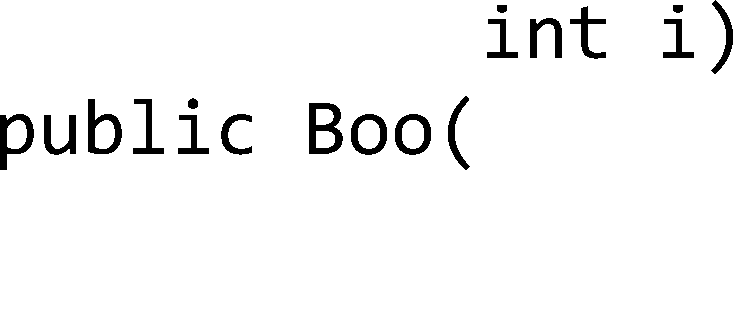 int i)
public Boo(